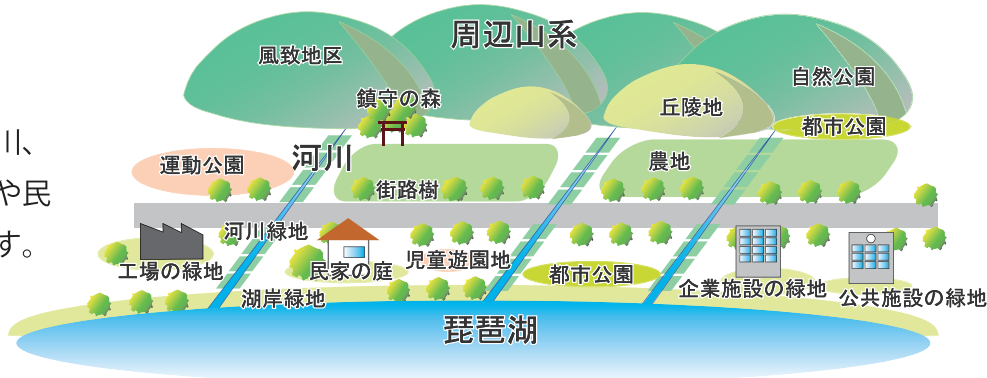 周辺山系
風致地区
自然公園
鎮守の森
丘陵地
都市公園
川、
河川
運動公園
農地
や民
街路樹
河川緑地
す。
児童遊園地
工場の緑地
民家の庭
都市公園
企業施設の緑地
公共施設の緑地
湖岸緑地
琵琶湖